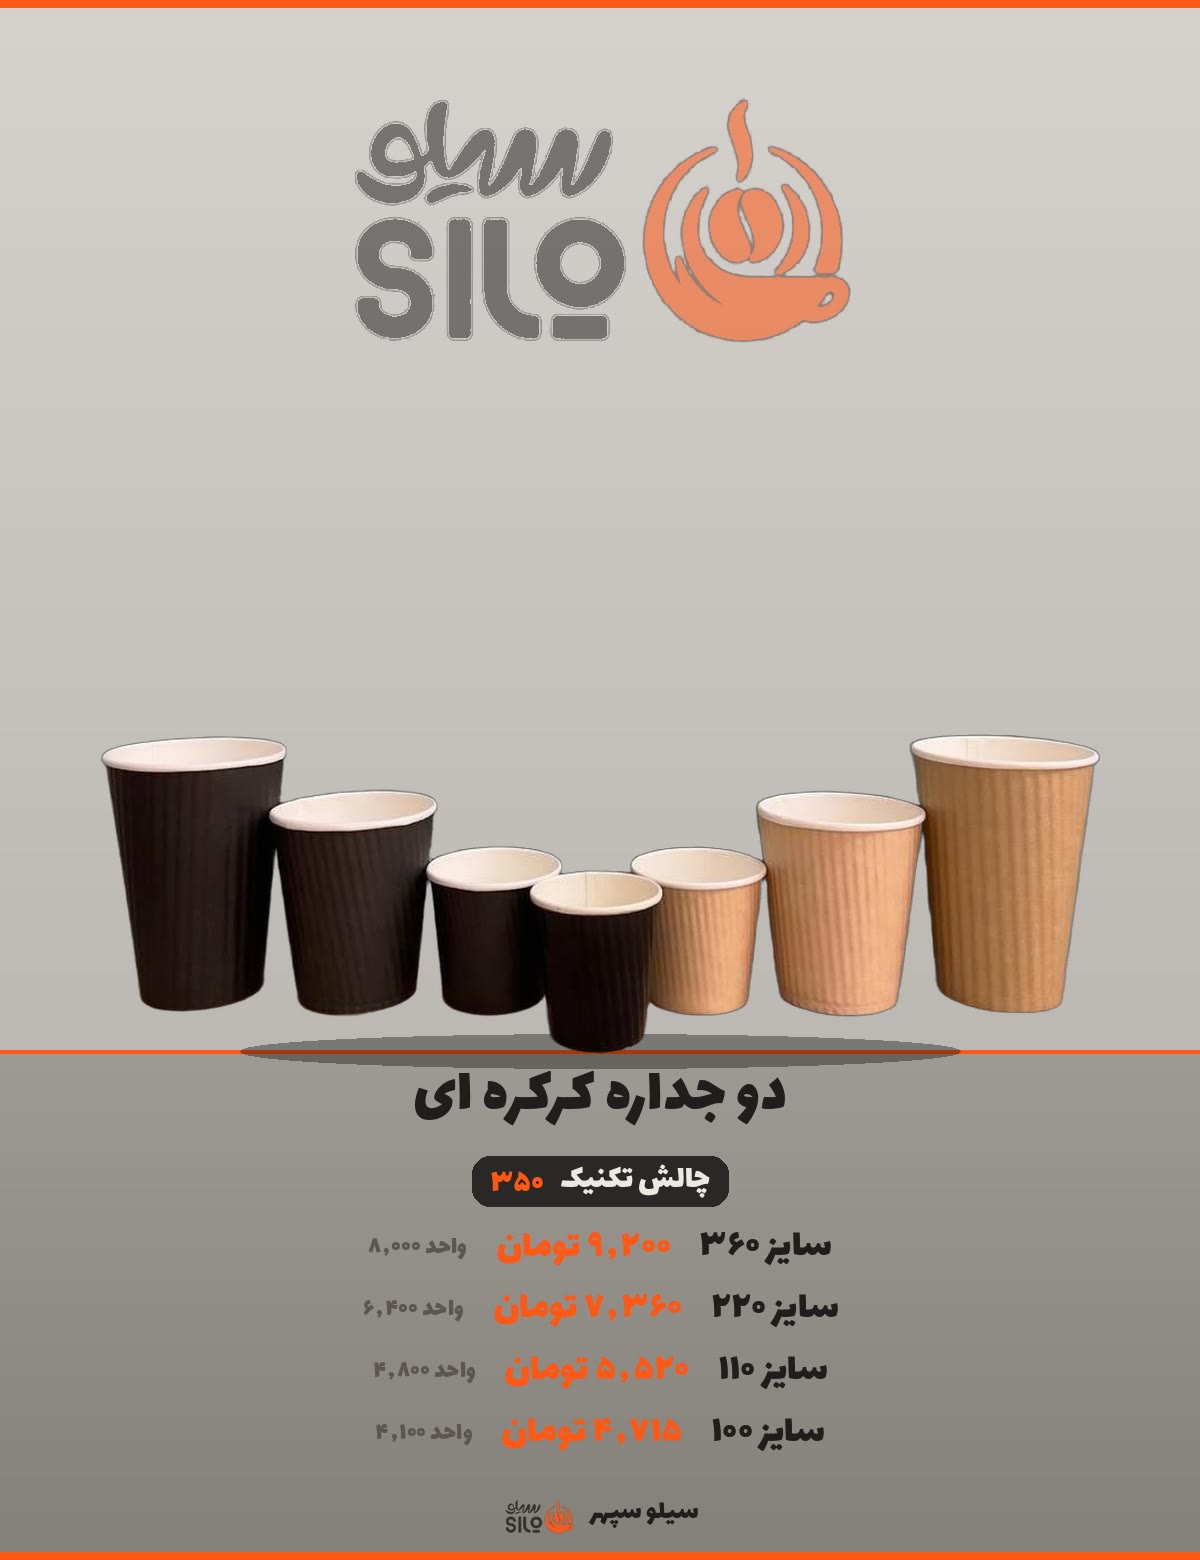 سیلو
SILO
دو جداره کرکره ای
چالش تکنیک ۳۵۰
سایز ۳۶۰ ۹,۲۰۰ تومان واحد ۸,۰۰۰
سایز ۲۲۰ ۷,۳۶۰ تومان واحد ۶,۴۰۰
سایز ۱۱۰ ۵,۵۲۰ تومان واحد ۴,۸۰۰
سایز ۱۰۰ ۴,۷۱۵ تومان واحد ۴,۱۰۰
سیلو سپهر سیلو
SILO